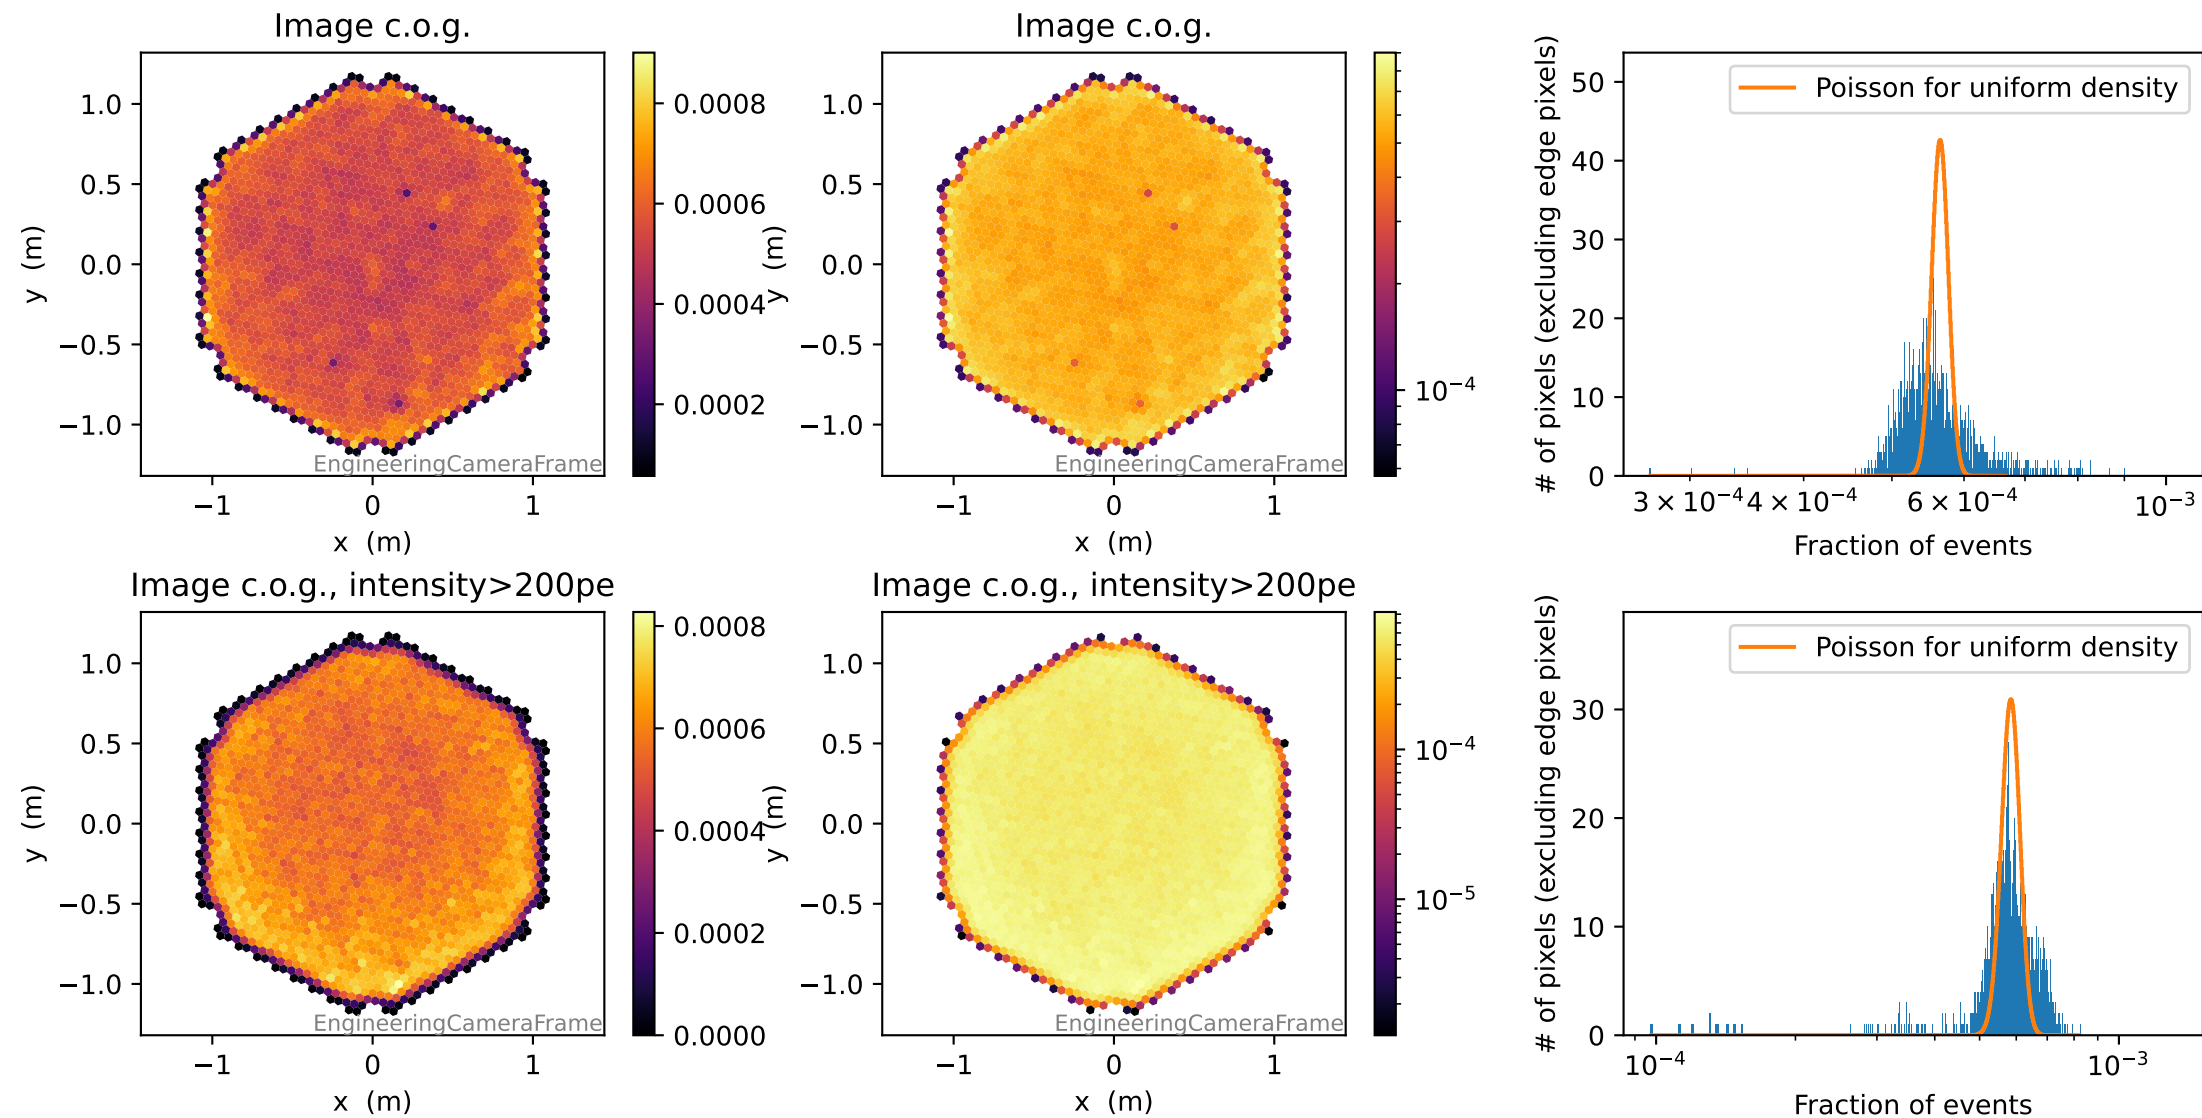 Image c.o.g.
1.0
0.5
0.0
−0.5
−1.0
y (m)
−1
0
1
x (m)
EngineeringCameraFrame
0.0008
0.0006
0.0004
0.0002
Image c.o.g.
1.0
0.5
0.0
−0.5
−1.0
y (m)
−1
0
1
x (m)
EngineeringCameraFrame
10⁻⁴
# of pixels (excluding edge pixels)
50
40
30
20
10
0
Poisson for uniform density
3 × 10⁻⁴
4 × 10⁻⁴
6 × 10⁻⁴
10⁻³
Fraction of events
Image c.o.g., intensity>200pe
1.0
0.5
0.0
−0.5
−1.0
y (m)
−1
0
1
x (m)
EngineeringCameraFrame
0.0008
0.0006
0.0004
0.0002
0.0000
Image c.o.g., intensity>200pe
1.0
0.5
0.0
−0.5
−1.0
y (m)
−1
0
1
x (m)
EngineeringCameraFrame
10⁻⁴
10⁻⁵
# of pixels (excluding edge pixels)
30
20
10
0
Poisson for uniform density
10⁻⁴
10⁻³
Fraction of events